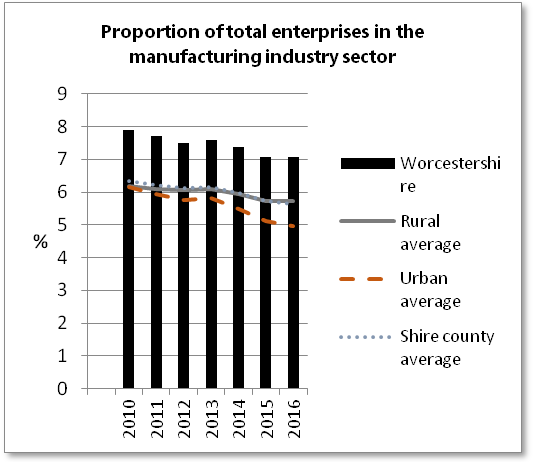 Proportion of total enterprises in the
manufacturing industry sector
9
8
7
6
5
4
3
2
1
0
%
2010
2011
2012
2013
2014
2015
2016
Worcestershi
re
Rural
average
Urban
average
Shire county
average